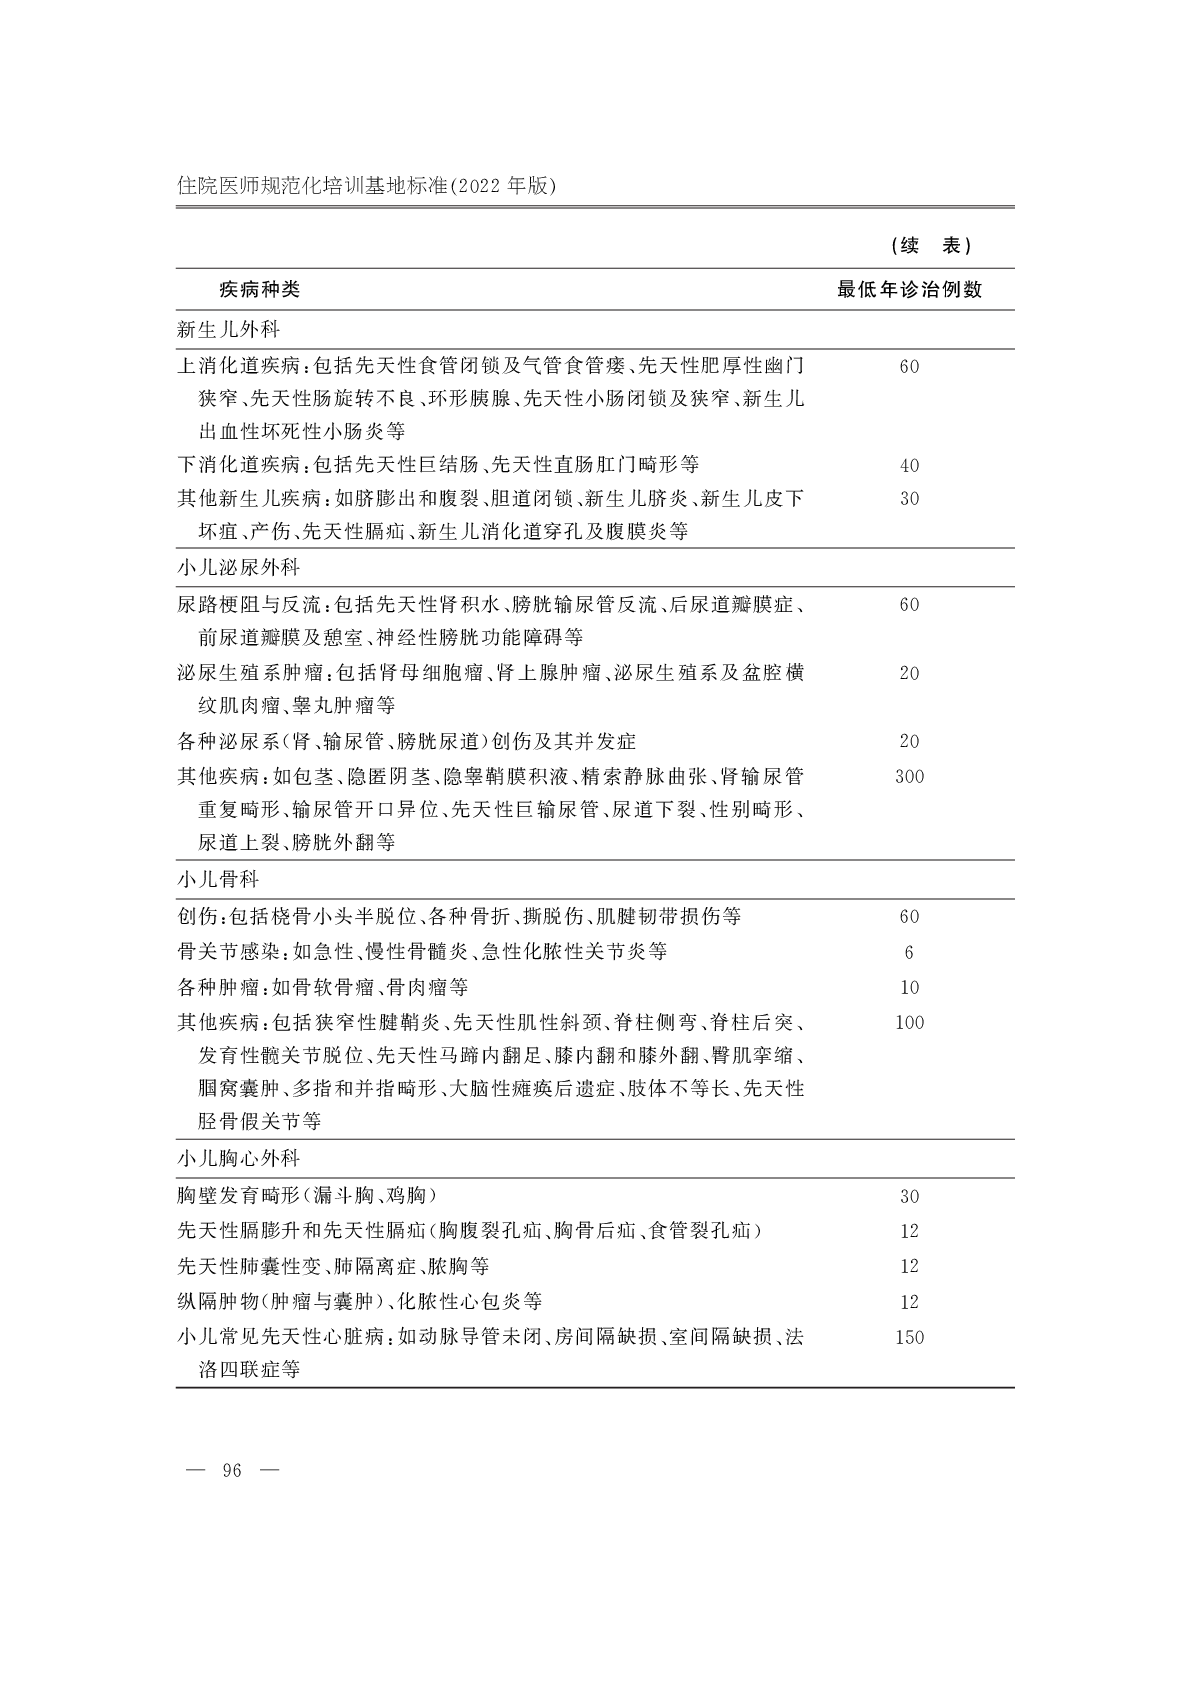 住院医师规范化培训基地标准(2022 年版)
(续　表)
疾病种类　最低年诊治例数
新生儿外科
上消化道疾病:包括先天性食管闭锁及气管食管瘘、先天性肥厚性幽门　60
狭窄、先天性肠旋转不良、环形胰腺、先天性小肠闭锁及狭窄、新生儿
出血性坏死性小肠炎等
下消化道疾病:包括先天性巨结肠、先天性直肠肛门畸形等　40
其他新生儿疾病:如脐膨出和腹裂、胆道闭锁、新生儿脐炎、新生儿皮下　30
坏疽、产伤、先天性膈疝、新生儿消化道穿孔及腹膜炎等
小儿泌尿外科
尿路梗阻与反流:包括先天性肾积水、膀胱输尿管反流、后尿道瓣膜症、　60
前尿道瓣膜及憩室、神经性膀胱功能障碍等
泌尿生殖系肿瘤:包括肾母细胞瘤、肾上腺肿瘤、泌尿生殖系及盆腔横　20
纹肌肉瘤、睾丸肿瘤等
各种泌尿系(肾、输尿管、膀胱尿道)创伤及其并发症　20
其他疾病:如包茎、隐匿阴茎、隐睾鞘膜积液、精索静脉曲张、肾输尿管　300
重复畸形、输尿管开口异位、先天性巨输尿管、尿道下裂、性别畸形、
尿道上裂、膀胱外翻等
小儿骨科
创伤:包括桡骨小头半脱位、各种骨折、撕脱伤、肌腱韧带损伤等　60
骨关节感染:如急性、慢性骨髓炎、急性化脓性关节炎等　6
各种肿瘤:如骨软骨瘤、骨肉瘤等　10
其他疾病:包括狭窄性腱鞘炎、先天性肌性斜颈、脊柱侧弯、脊柱后突、　100
发育性髋关节脱位、先天性马蹄内翻足、膝内翻和膝外翻、臀肌挛缩、
腘窝囊肿、多指和并指畸形、大脑性瘫痪后遗症、肢体不等长、先天性
胫骨假关节等
小儿胸心外科
胸壁发育畸形(漏斗胸、鸡胸)　30
先天性膈膨升和先天性膈疝(胸腹裂孔疝、胸骨后疝、食管裂孔疝)　12
先天性肺囊性变、肺隔离症、脓胸等　12
纵隔肿物(肿瘤与囊肿)、化脓性心包炎等　12
小儿常见先天性心脏病:如动脉导管未闭、房间隔缺损、室间隔缺损、法　150
洛四联症等
— 96 —